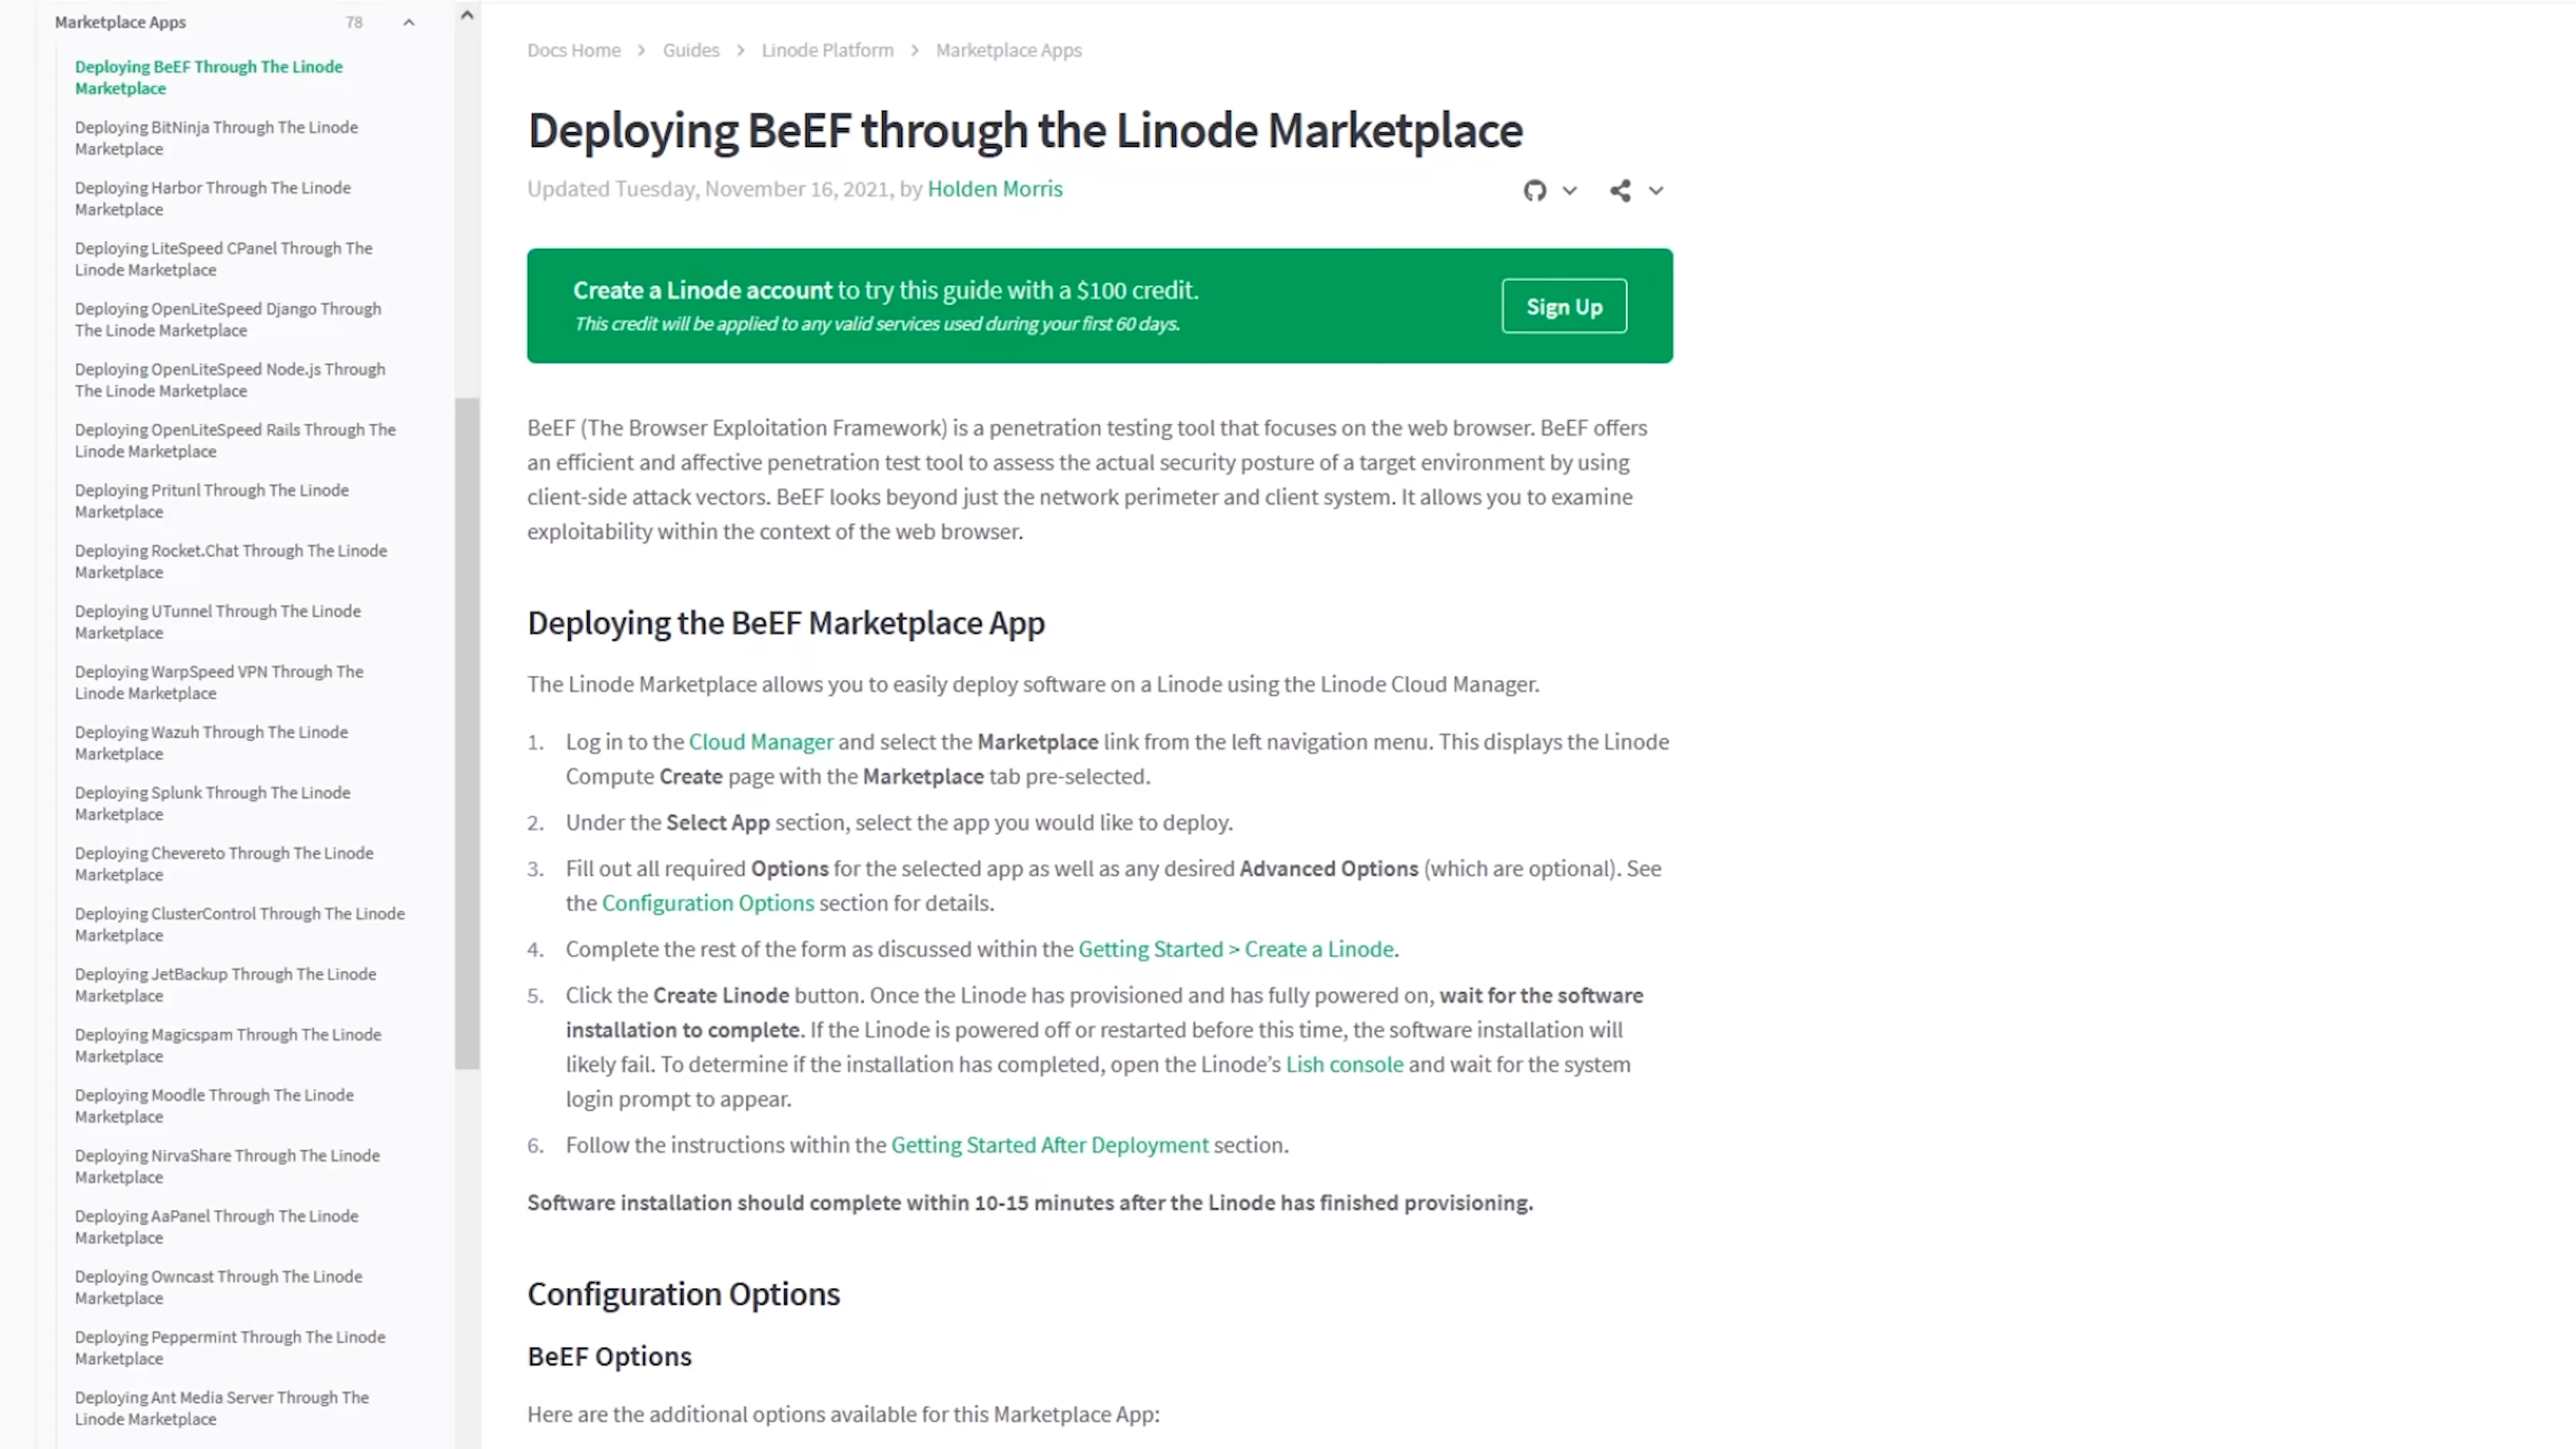 Marketplace Apps 78
Deploying BeEF Through The Linode
Marketplace
Deploying BitNinja Through The Linode
Marketplace
Deploying Harbor Through The Linode
Marketplace
Deploying LiteSpeed CPanel Through The
Linode Marketplace
Deploying OpenLiteSpeed Django Through
The Linode Marketplace
Deploying OpenLiteSpeed Node.js Through
The Linode Marketplace
Deploying OpenLiteSpeed Rails Through The
Linode Marketplace
Deploying Pritunl Through The Linode
Marketplace
Deploying Rocket.Chat Through The Linode
Marketplace
Deploying UTunnel Through The Linode
Marketplace
Deploying WarpSpeed VPN Through The
Linode Marketplace
Deploying Wazuh Through The Linode
Marketplace
Deploying Splunk Through The Linode
Marketplace
Deploying Chevereto Through The Linode
Marketplace
Deploying ClusterControl Through The Linode
Marketplace
Deploying JetBackup Through The Linode
Marketplace
Deploying Magicspam Through The Linode
Marketplace
Deploying Moodle Through The Linode
Marketplace
Deploying NirvaShare Through The Linode
Marketplace
Deploying AaPanel Through The Linode
Marketplace
Deploying Owncast Through The Linode
Marketplace
Deploying Peppermint Through The Linode
Marketplace
Deploying Ant Media Server Through The
Linode Marketplace
Docs Home > Guides > Linode Platform > Marketplace Apps
Deploying BeEF through the Linode Marketplace
Updated Tuesday, November 16, 2021, by Holden Morris
Create a Linode account to try this guide with a $100 credit.
This credit will be applied to any valid services used during your first 60 days.
Sign Up
BeEF (The Browser Exploitation Framework) is a penetration testing tool that focuses on the web browser. BeEF offers
an efficient and affective penetration test tool to assess the actual security posture of a target environment by using
client-side attack vectors. BeEF looks beyond just the network perimeter and client system. It allows you to examine
exploitability within the context of the web browser.
Deploying the BeEF Marketplace App
The Linode Marketplace allows you to easily deploy software on a Linode using the Linode Cloud Manager.
1. Log in to the Cloud Manager and select the Marketplace link from the left navigation menu. This displays the Linode
Compute Create page with the Marketplace tab pre-selected.
2. Under the Select App section, select the app you would like to deploy.
3. Fill out all required Options for the selected app as well as any desired Advanced Options (which are optional). See
the Configuration Options section for details.
4. Complete the rest of the form as discussed within the Getting Started > Create a Linode.
5. Click the Create Linode button. Once the Linode has provisioned and has fully powered on, wait for the software
installation to complete. If the Linode is powered off or restarted before this time, the software installation will
likely fail. To determine if the installation has completed, open the Linode's Lish console and wait for the system
login prompt to appear.
6. Follow the instructions within the Getting Started After Deployment section.
Software installation should complete within 10-15 minutes after the Linode has finished provisioning.
Configuration Options
BeEF Options
Here are the additional options available for this Marketplace App: